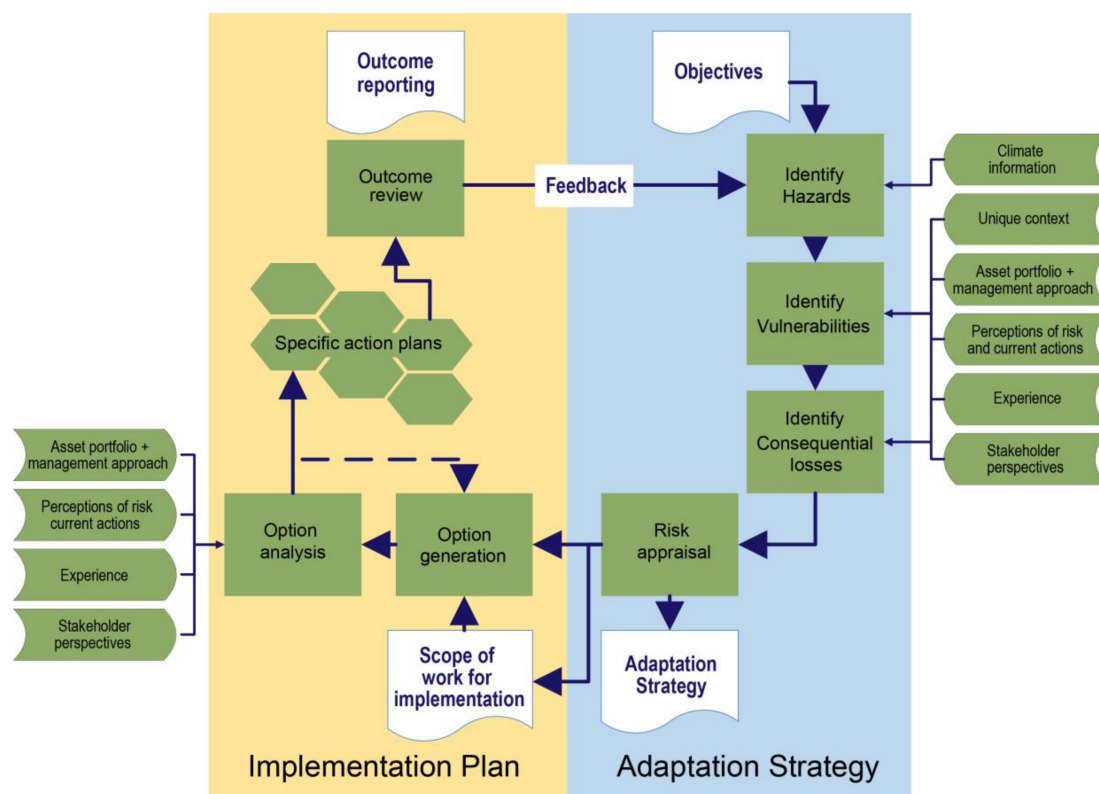 Outcome
reporting
Objectives
Outcome
review
Feedback
Identify
Hazards
Climate
information
Unique context
Identify
Vulnerabilities
Asset portfolio +
management approach
Perceptions of risk
and current actions
Specific action plans
Identify
Consequential
losses
Experience
Stakeholder
perspectives
Asset portfolio +
management approach
Perceptions of risk
current actions
Experience
Stakeholder
perspectives
Option
analysis
Option
generation
Risk
appraisal
Scope of
work for
implementation
Adaptation
Strategy
Implementation Plan
Adaptation Strategy